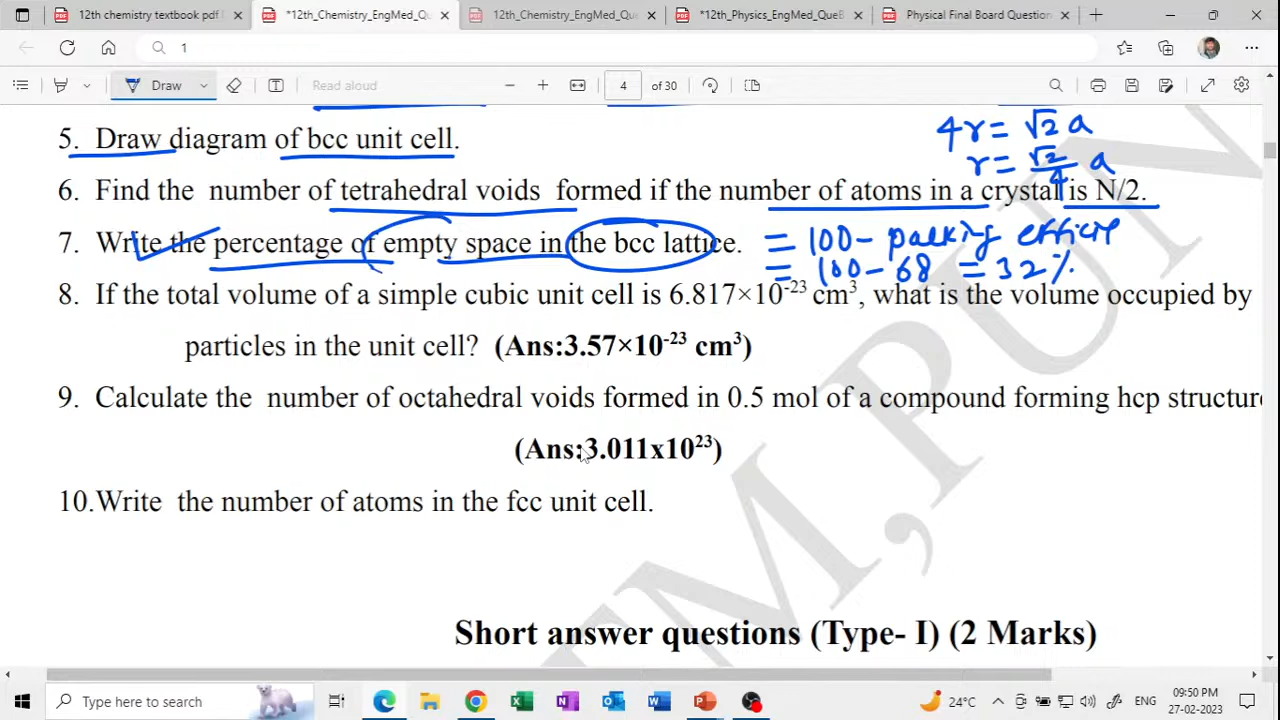 12th chemistry textbook pdf
*12th_Chemistry_EngMed_Qu
12th_Chemistry_EngMed_Que
*12th_Physics_EngMed_QueB
Physical Final Board Question
1
Draw
Read aloud
4 of 30
4r = √2 a
5. Draw diagram of bcc unit cell.
r = √2/4 a
6. Find the number of tetrahedral voids formed if the number of atoms in a crystal is N/2.
7. Write the percentage of empty space in the bcc lattice. = 100 - packing efficie
= 100 - 68 = 32%
8. If the total volume of a simple cubic unit cell is 6.817×10-23 cm3, what is the volume occupied by
particles in the unit cell? (Ans:3.57×10-23 cm3)
9. Calculate the number of octahedral voids formed in 0.5 mol of a compound forming hcp structure
(Ans:3.011x1023)
10.Write the number of atoms in the fcc unit cell.
Short answer questions (Type- I) (2 Marks)
TM, PUN
Type here to search
24°C
ENG
09:50 PM
27-02-2023